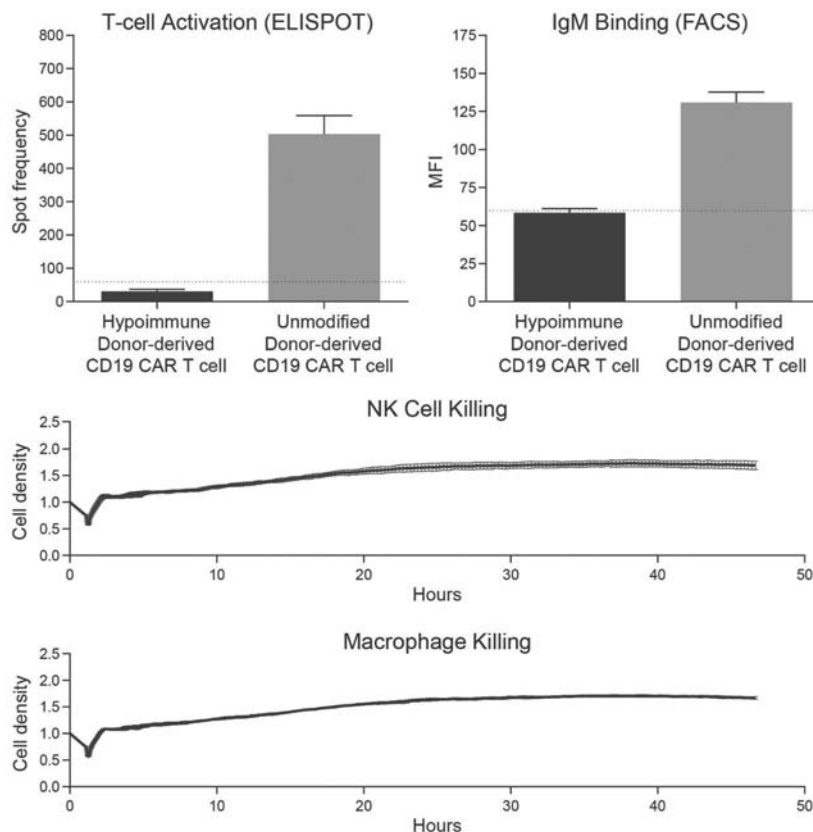 T-cell Activation (ELISPOT)
800
700
600
500
400
300
200
100
0
Spot frequency
Hypoimmune
Donor-derived
CD19 CAR T cell
Unmodified
Donor-derived
CD19 CAR T cell
IgM Binding (FACS)
175
150
125
100
75
50
25
0
MFI
Hypoimmune
Donor-derived
CD19 CAR T cell
Unmodified
Donor-derived
CD19 CAR T cell
NK Cell Killing
2.5
2.0
1.5
1.0
0.5
0.0
Cell density
0 10 20 30 40 50
Hours
Macrophage Killing
2.5
2.0
1.5
1.0
0.5
0.0
Cell density
0 10 20 30 40 50
Hours